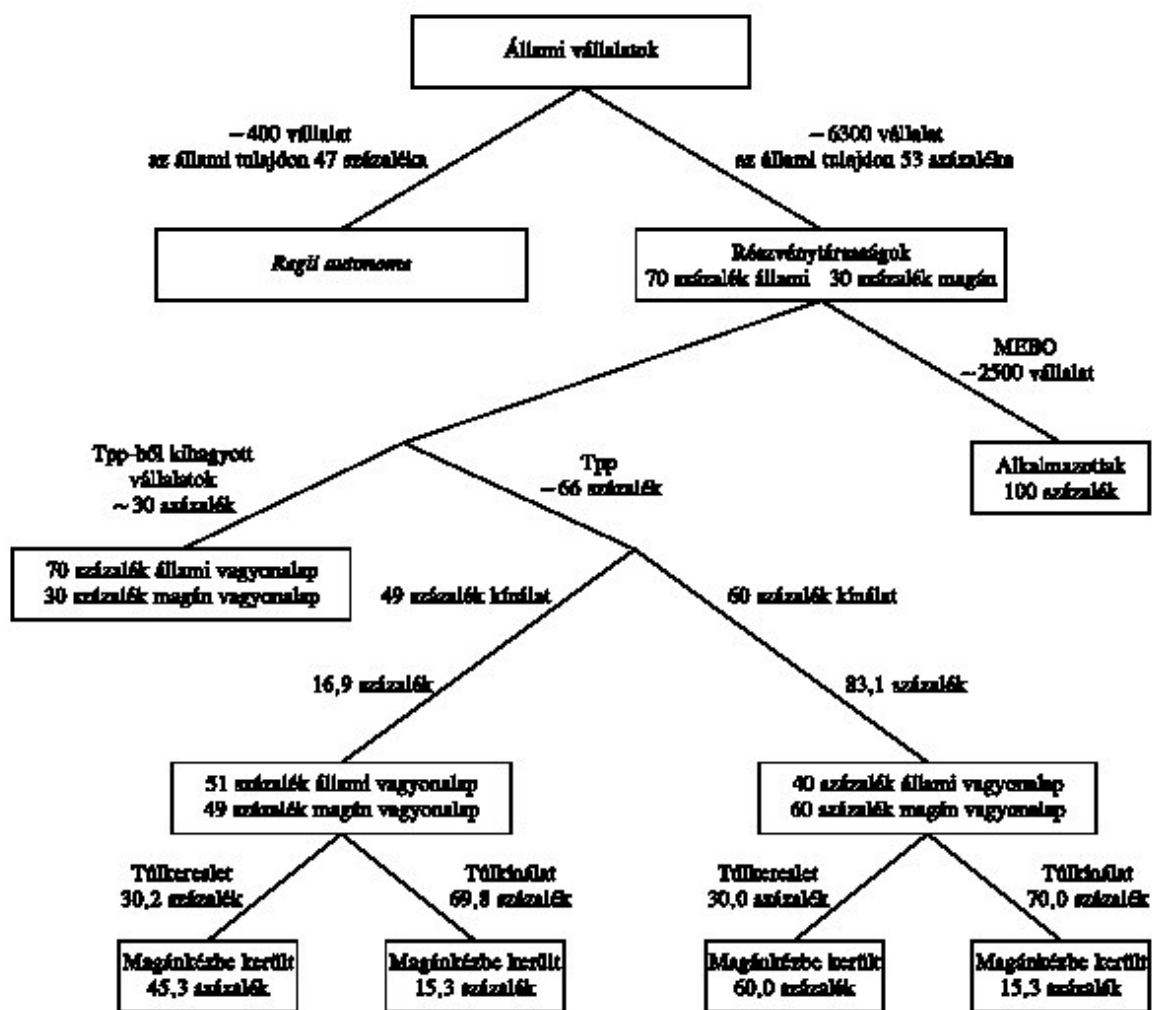 Állami vállalatok
~400 vállalat
az állami tulajdon 47 százaléka
~6300 vállalat
az állami tulajdon 53 százaléka
Regii autonome
Részvénytársaságok
70 százalék állami 30 százalék magán
MEBO
~2500 vállalat
Tpp-ből kihagyott
vállalatok
~30 százalék
Tpp
~66 százalék
Alkalmazottak
100 százalék
70 százalék állami vagyonalap
30 százalék magán vagyonalap
49 százalék kínálat
60 százalék kínálat
16,9 százalék
83,1 százalék
51 százalék állami vagyonalap
49 százalék magán vagyonalap
40 százalék állami vagyonalap
60 százalék magán vagyonalap
Túlkereslet
30,2 százalék
Túlkínálat
69,8 százalék
Túlkereslet
30,0 százalék
Túlkínálat
70,0 százalék
Magánkézbe került
45,3 százalék
Magánkézbe került
15,3 százalék
Magánkézbe került
60,0 százalék
Magánkézbe került
15,3 százalék